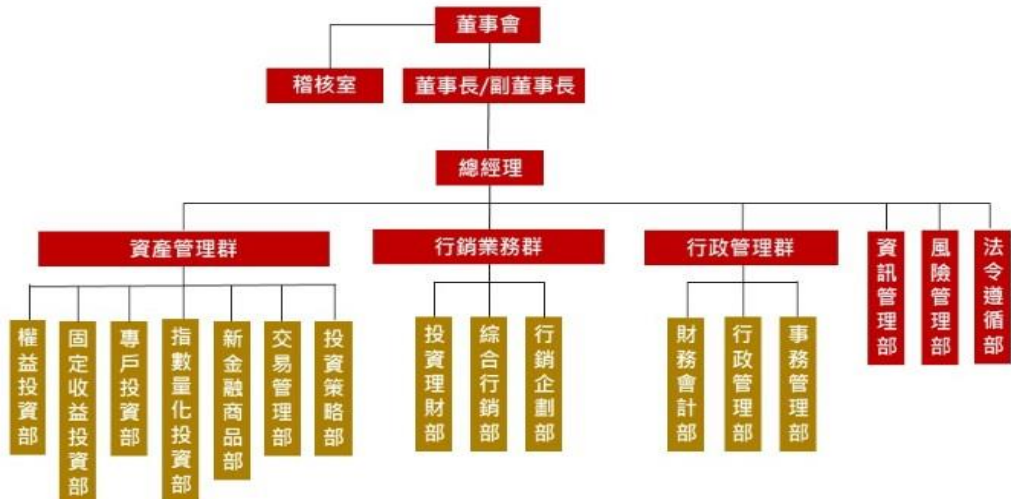 董事會
稽核室
董事長/副董事長
總經理
資產管理群
行銷業務群
行政管理群
資訊管理部
風險管理部
法令遵循部
權益投資部
固定收益投資部
專戶投資部
指數量化投資部
新金融商品部
交易管理部
投資策略部
投資理財部
綜合行銷部
行銷企劃部
財務會計部
行政管理部
事務管理部